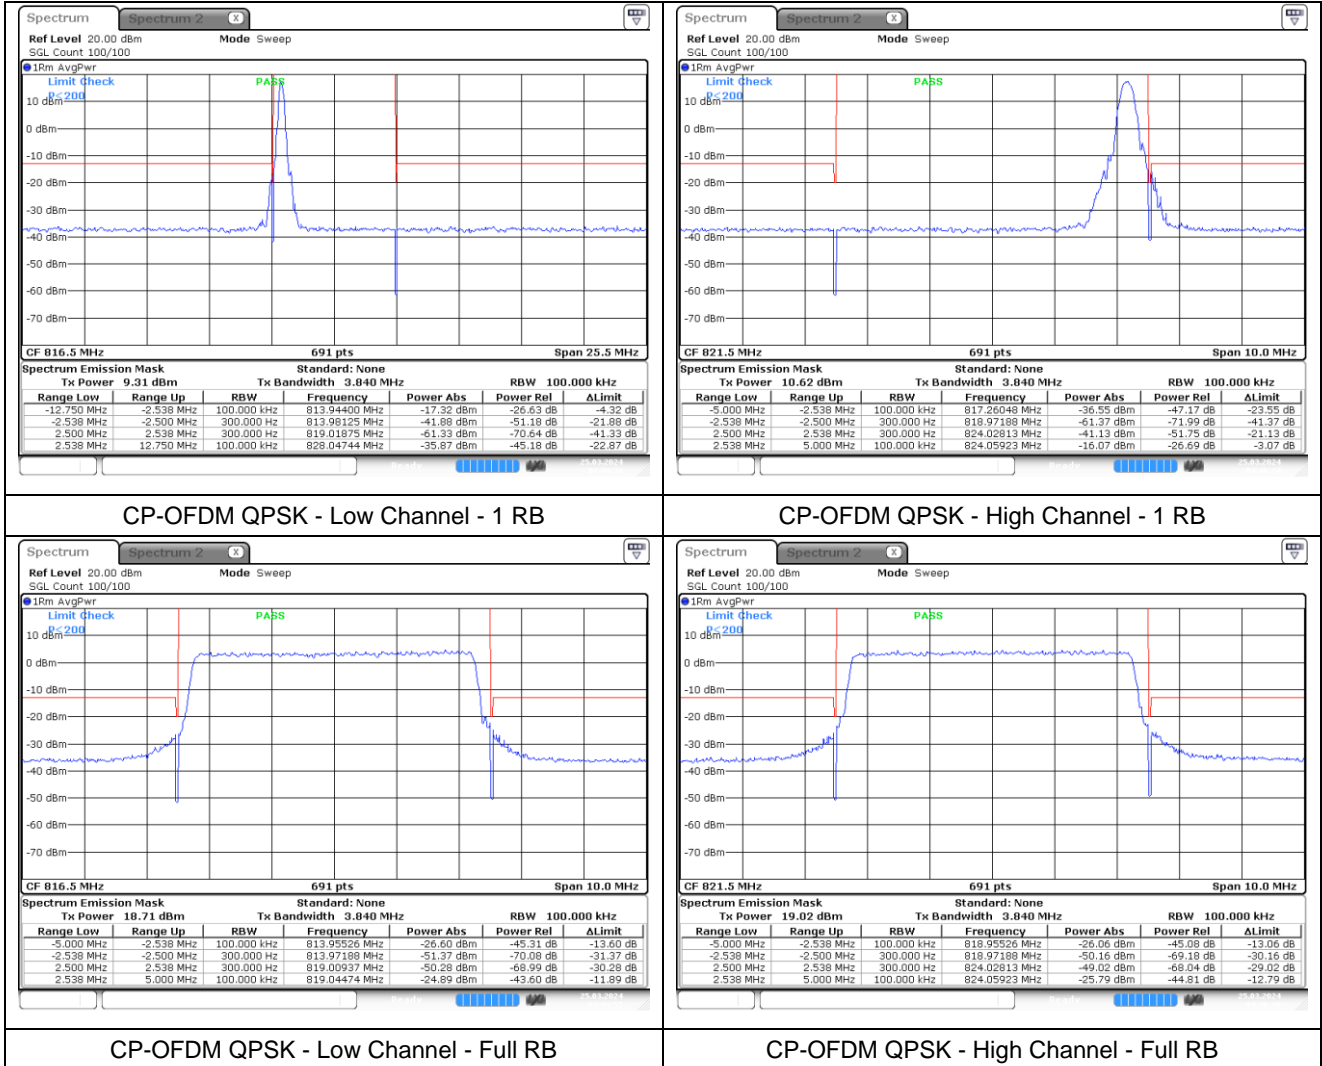 Spectrum Spectrum 2 X
Ref Level 20.00 dBm Mode Sweep
SGL Count 100/100
1Rm AvgPwr
Limit Check PASS
P<200
10 dBm
0 dBm
-10 dBm
-20 dBm
-30 dBm
-40 dBm
-50 dBm
-60 dBm
-70 dBm
CF 816.5 MHz 691 pts Span 25.5 MHz
Spectrum Emission Mask Standard: None
Tx Power 9.31 dBm Tx Bandwidth 3.840 MHz RBW 100.000 kHz
Range Low Range Up RBW Frequency Power Abs Power Rel ΔLimit
-12.750 MHz -2.538 MHz 100.000 kHz 813.94400 MHz -17.32 dBm -26.63 dB -4.32 dB
-2.538 MHz -2.500 MHz 300.000 Hz 813.98125 MHz -41.88 dBm -51.18 dB -21.88 dB
2.500 MHz 2.538 MHz 300.000 Hz 819.01875 MHz -61.33 dBm -70.64 dB -41.33 dB
2.538 MHz 12.750 MHz 100.000 kHz 828.04744 MHz -35.87 dBm -45.18 dB -22.87 dB
Ready 25.03.2024
CP-OFDM QPSK - Low Channel - 1 RB
Spectrum Spectrum 2 X
Ref Level 20.00 dBm Mode Sweep
SGL Count 100/100
1Rm AvgPwr
Limit Check PASS
P<200
10 dBm
0 dBm
-10 dBm
-20 dBm
-30 dBm
-40 dBm
-50 dBm
-60 dBm
-70 dBm
CF 821.5 MHz 691 pts Span 10.0 MHz
Spectrum Emission Mask Standard: None
Tx Power 10.62 dBm Tx Bandwidth 3.840 MHz RBW 100.000 kHz
Range Low Range Up RBW Frequency Power Abs Power Rel ΔLimit
-5.000 MHz -2.538 MHz 100.000 kHz 817.26048 MHz -36.55 dBm -47.17 dB -23.55 dB
-2.538 MHz -2.500 MHz 300.000 Hz 818.97188 MHz -61.37 dBm -71.99 dB -41.37 dB
2.500 MHz 2.538 MHz 300.000 Hz 824.02813 MHz -41.13 dBm -51.75 dB -21.13 dB
2.538 MHz 5.000 MHz 100.000 kHz 824.05923 MHz -16.07 dBm -26.69 dB -3.07 dB
Ready 25.03.2024
CP-OFDM QPSK - High Channel - 1 RB
Spectrum Spectrum 2 X
Ref Level 20.00 dBm Mode Sweep
SGL Count 100/100
1Rm AvgPwr
Limit Check PASS
P<200
10 dBm
0 dBm
-10 dBm
-20 dBm
-30 dBm
-40 dBm
-50 dBm
-60 dBm
-70 dBm
CF 816.5 MHz 691 pts Span 10.0 MHz
Spectrum Emission Mask Standard: None
Tx Power 18.71 dBm Tx Bandwidth 3.840 MHz RBW 100.000 kHz
Range Low Range Up RBW Frequency Power Abs Power Rel ΔLimit
-5.000 MHz -2.538 MHz 100.000 kHz 813.95526 MHz -26.60 dBm -45.31 dB -13.60 dB
-2.538 MHz -2.500 MHz 300.000 Hz 813.97188 MHz -51.37 dBm -70.08 dB -31.37 dB
2.500 MHz 2.538 MHz 300.000 Hz 819.00937 MHz -50.28 dBm -68.99 dB -30.28 dB
2.538 MHz 5.000 MHz 100.000 kHz 819.04474 MHz -24.89 dBm -43.60 dB -11.89 dB
Ready 25.03.2024
CP-OFDM QPSK - Low Channel - Full RB
Spectrum Spectrum 2 X
Ref Level 20.00 dBm Mode Sweep
SGL Count 100/100
1Rm AvgPwr
Limit Check PASS
P<200
10 dBm
0 dBm
-10 dBm
-20 dBm
-30 dBm
-40 dBm
-50 dBm
-60 dBm
-70 dBm
CF 821.5 MHz 691 pts Span 10.0 MHz
Spectrum Emission Mask Standard: None
Tx Power 19.02 dBm Tx Bandwidth 3.840 MHz RBW 100.000 kHz
Range Low Range Up RBW Frequency Power Abs Power Rel ΔLimit
-5.000 MHz -2.538 MHz 100.000 kHz 818.95526 MHz -26.06 dBm -45.08 dB -13.06 dB
-2.538 MHz -2.500 MHz 300.000 Hz 818.97188 MHz -50.16 dBm -69.18 dB -30.16 dB
2.500 MHz 2.538 MHz 300.000 Hz 824.02813 MHz -49.02 dBm -68.04 dB -29.02 dB
2.538 MHz 5.000 MHz 100.000 kHz 824.05923 MHz -25.79 dBm -44.81 dB -12.79 dB
Ready 25.03.2024
CP-OFDM QPSK - High Channel - Full RB